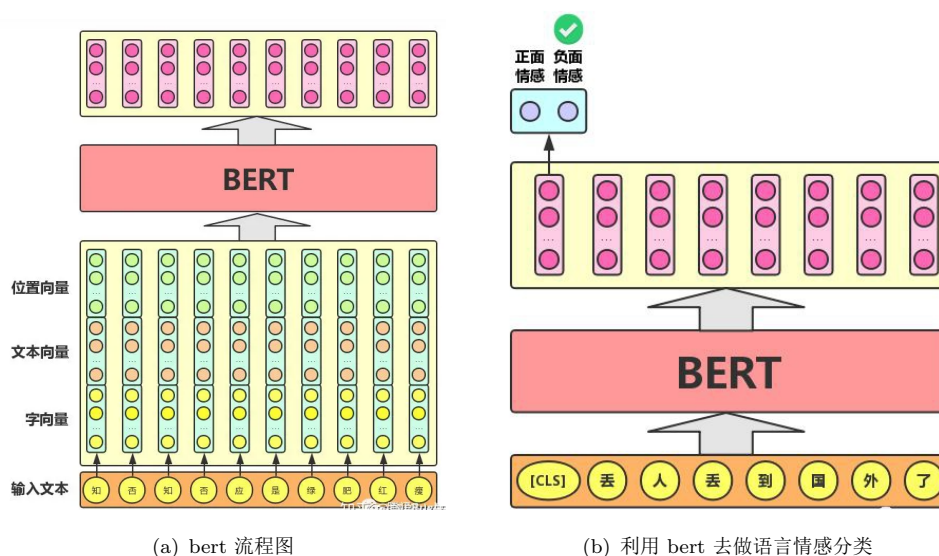 BERT
位置向量
文本向量
字向量
输入文本
知 否 知 否 应 是 绿 肥 红 瘦
(a) bert 流程图
正面 负面
情感 情感
BERT
[CLS] 丢 人 丢 到 国 外 了
(b) 利用 bert 去做语言情感分类